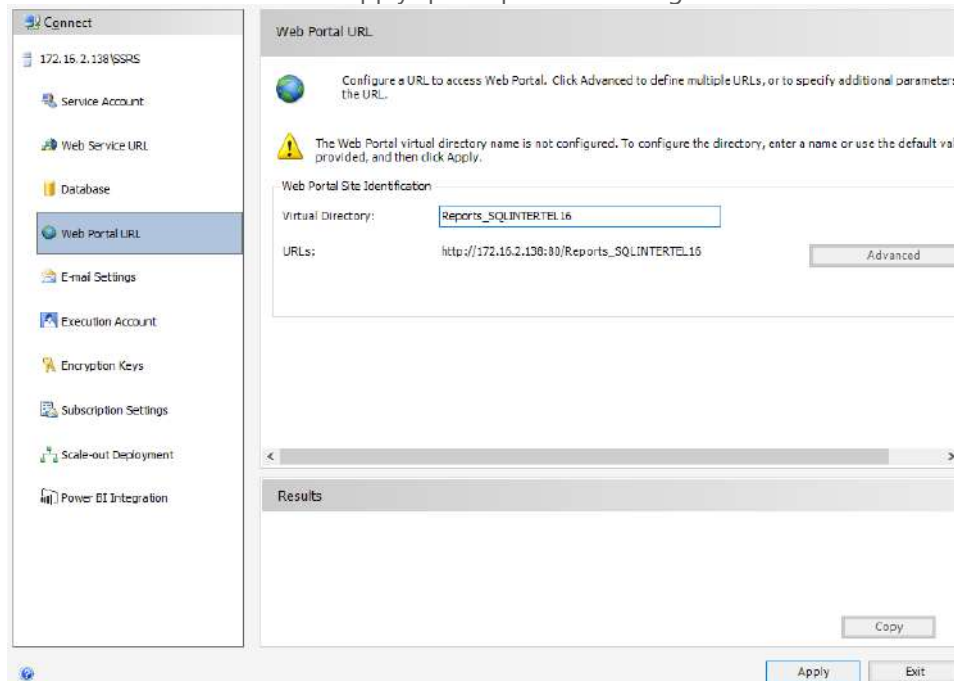 Connect
172.16.2.138\SSRS
Service Account
Web Service URL
Database
Web Portal URL
E-mail Settings
Execution Account
Encryption Keys
Subscription Settings
Scale-out Deployment
Power BI Integration
Web Portal URL
Configure a URL to access Web Portal. Click Advanced to define multiple URLs, or to specify additional parameters
the URL.
The Web Portal virtual directory name is not configured. To configure the directory, enter a name or use the default val
provided, and then click Apply.
Web Portal Site Identification
Virtual Directory: Reports_SQLINTERTEL16
URLs: http://172.16.2.138:80/Reports_SQLINTERTEL16
Advanced
Results
Copy
Apply Exit